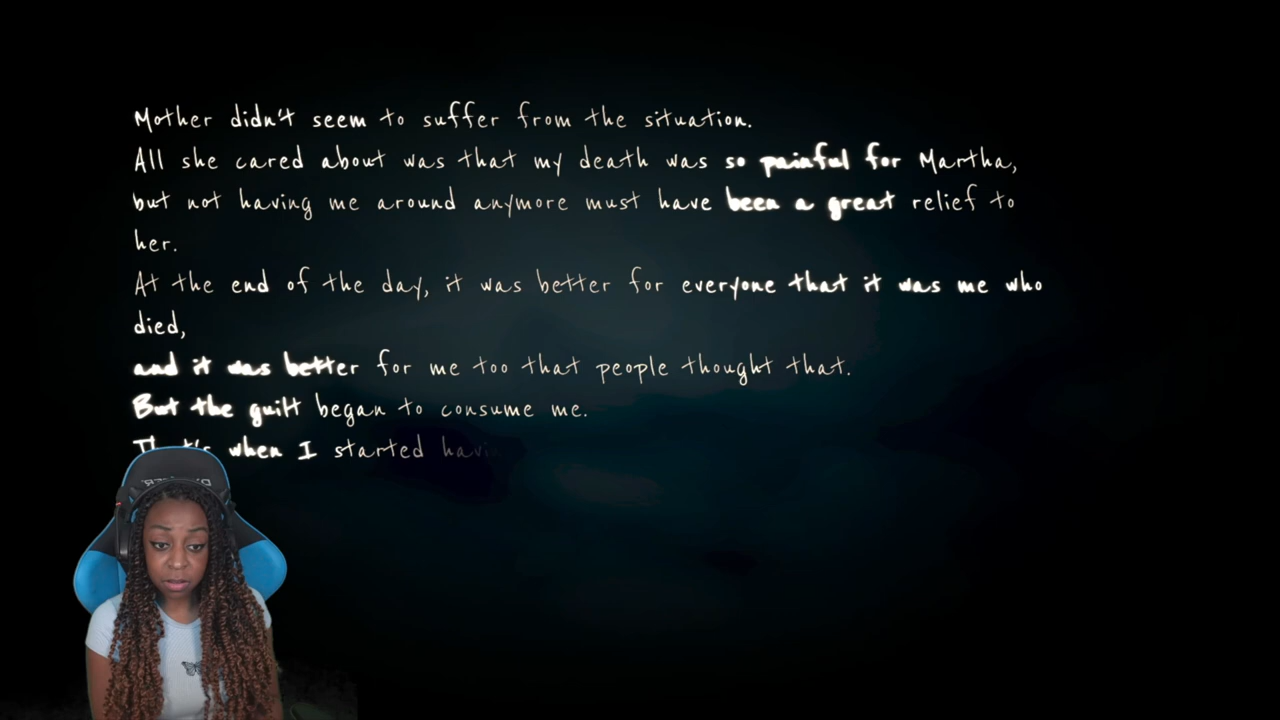 Mother didn't seem to suffer from the situation.
All she cared about was that my death was so painful for Martha,
but not having me around anymore must have been a great relief to
her.
At the end of the day, it was better for everyone that it was me who
died,
and it was better for me too that people thought that.
But the guilt began to consume me.
That's when I started